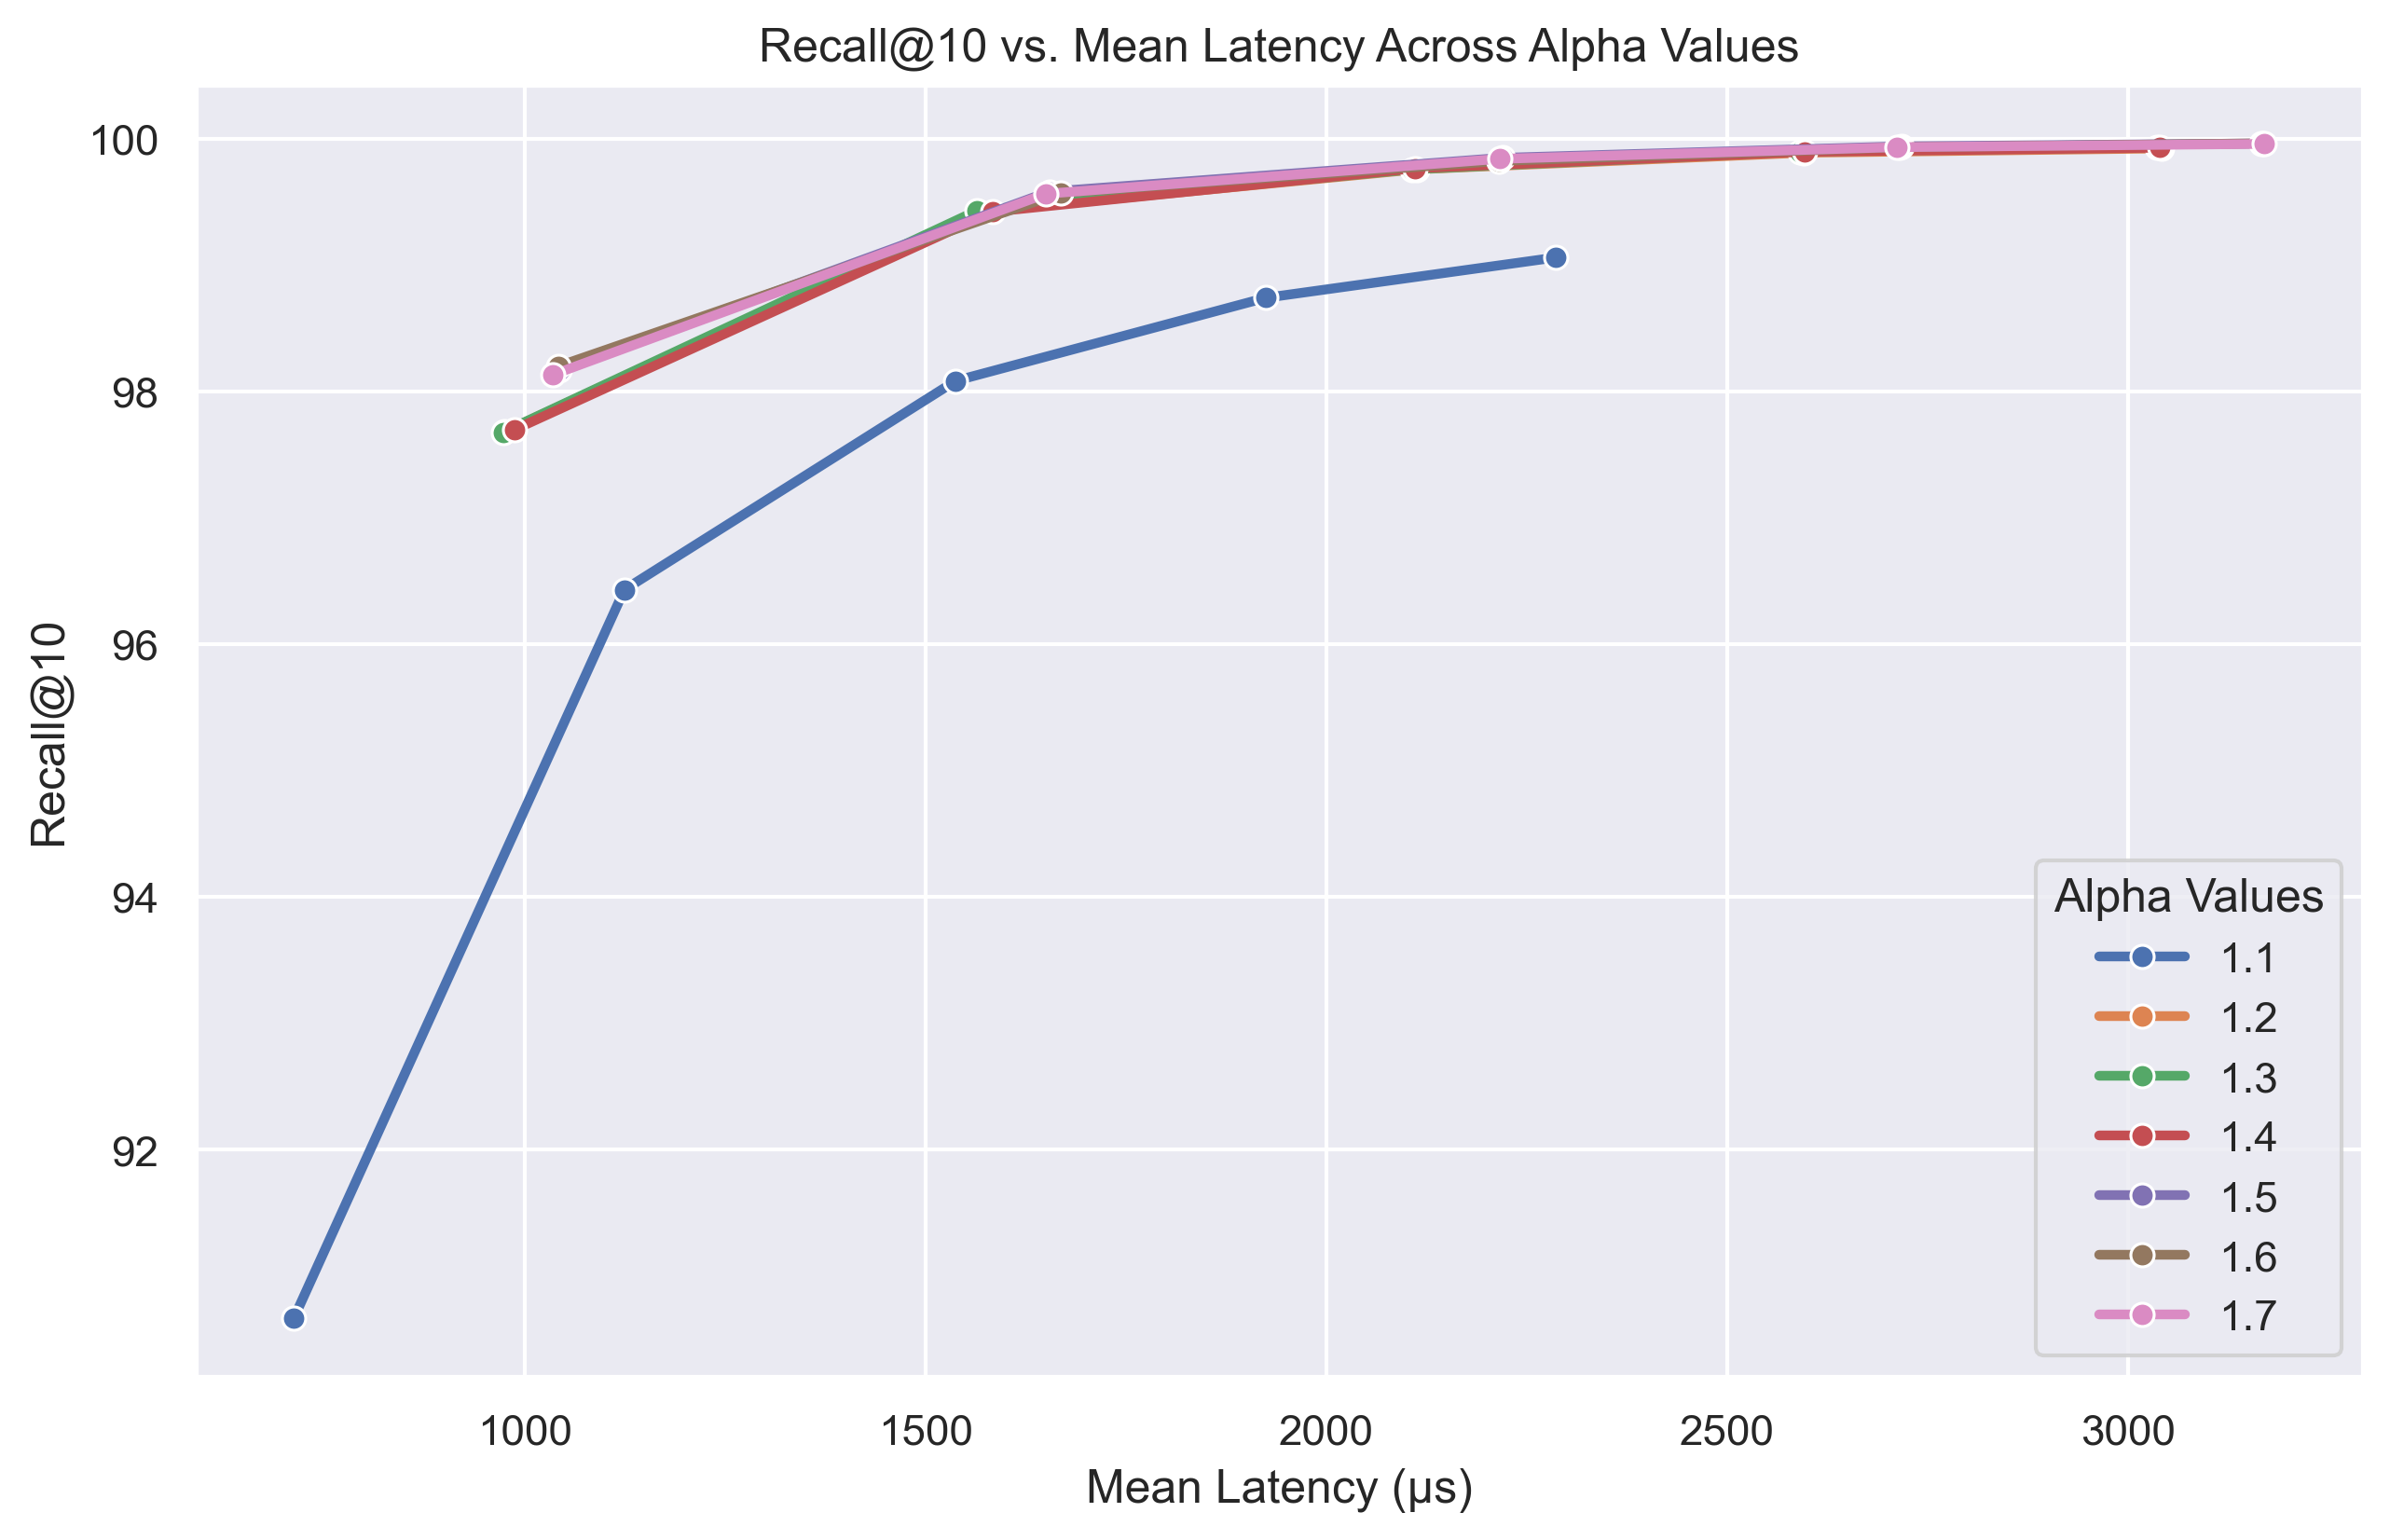 Recall@10 vs. Mean Latency Across Alpha Values
100
98
96
94
92
Recall@10
Alpha Values
1.1
1.2
1.3
1.4
1.5
1.6
1.7
1000 1500 2000 2500 3000
Mean Latency (µs)